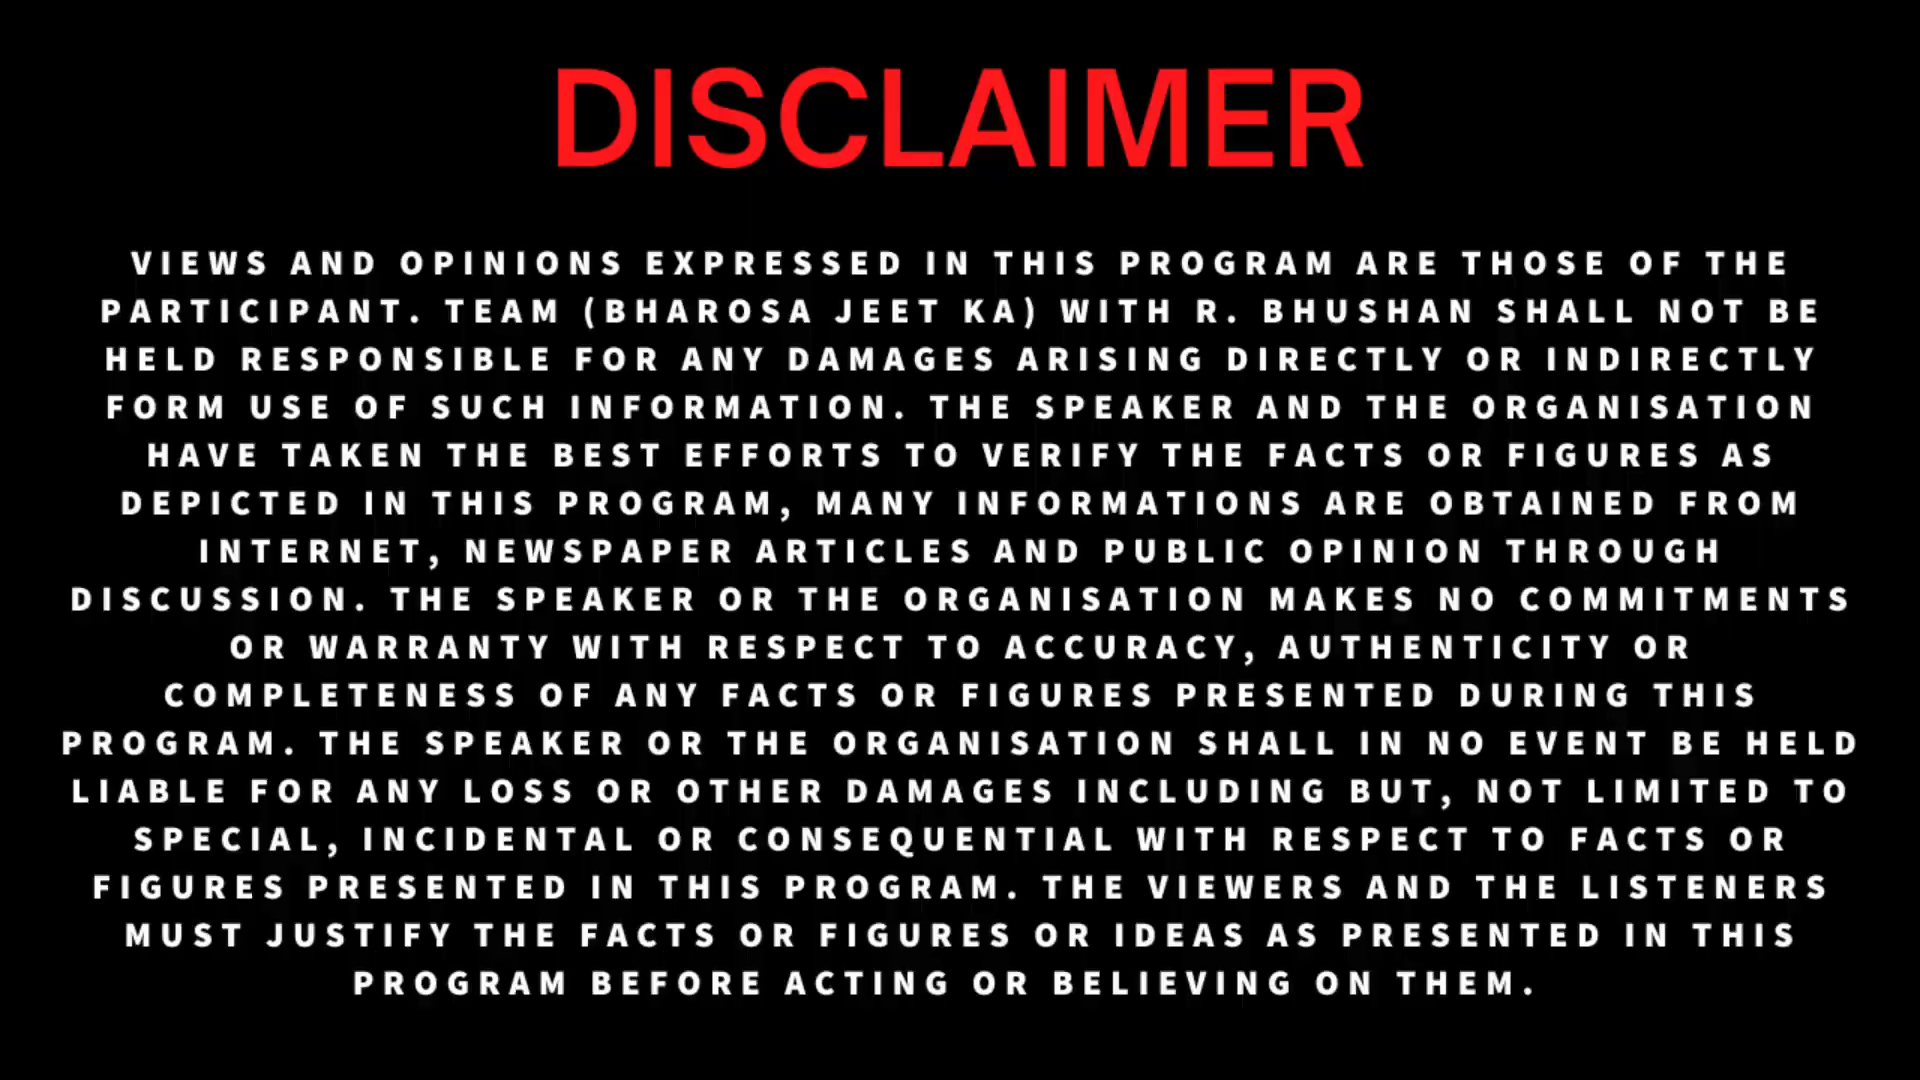 DISCLAIMER
VIEWS AND OPINIONS EXPRESSED IN THIS PROGRAM ARE THOSE OF THE
PARTICIPANT. TEAM (BHAROSA JEET KA) WITH R. BHUSHAN SHALL NOT BE
HELD RESPONSIBLE FOR ANY DAMAGES ARISING DIRECTLY OR INDIRECTLY
FORM USE OF SUCH INFORMATION. THE SPEAKER AND THE ORGANISATION
HAVE TAKEN THE BEST EFFORTS TO VERIFY THE FACTS OR FIGURES AS
DEPICTED IN THIS PROGRAM, MANY INFORMATIONS ARE OBTAINED FROM
INTERNET, NEWSPAPER ARTICLES AND PUBLIC OPINION THROUGH
DISCUSSION. THE SPEAKER OR THE ORGANISATION MAKES NO COMMITMENTS
OR WARRANTY WITH RESPECT TO ACCURACY, AUTHENTICITY OR
COMPLETENESS OF ANY FACTS OR FIGURES PRESENTED DURING THIS
PROGRAM. THE SPEAKER OR THE ORGANISATION SHALL IN NO EVENT BE HELD
LIABLE FOR ANY LOSS OR OTHER DAMAGES INCLUDING BUT, NOT LIMITED TO
SPECIAL, INCIDENTAL OR CONSEQUENTIAL WITH RESPECT TO FACTS OR
FIGURES PRESENTED IN THIS PROGRAM. THE VIEWERS AND THE LISTENERS
MUST JUSTIFY THE FACTS OR FIGURES OR IDEAS AS PRESENTED IN THIS
PROGRAM BEFORE ACTING OR BELIEVING ON THEM.